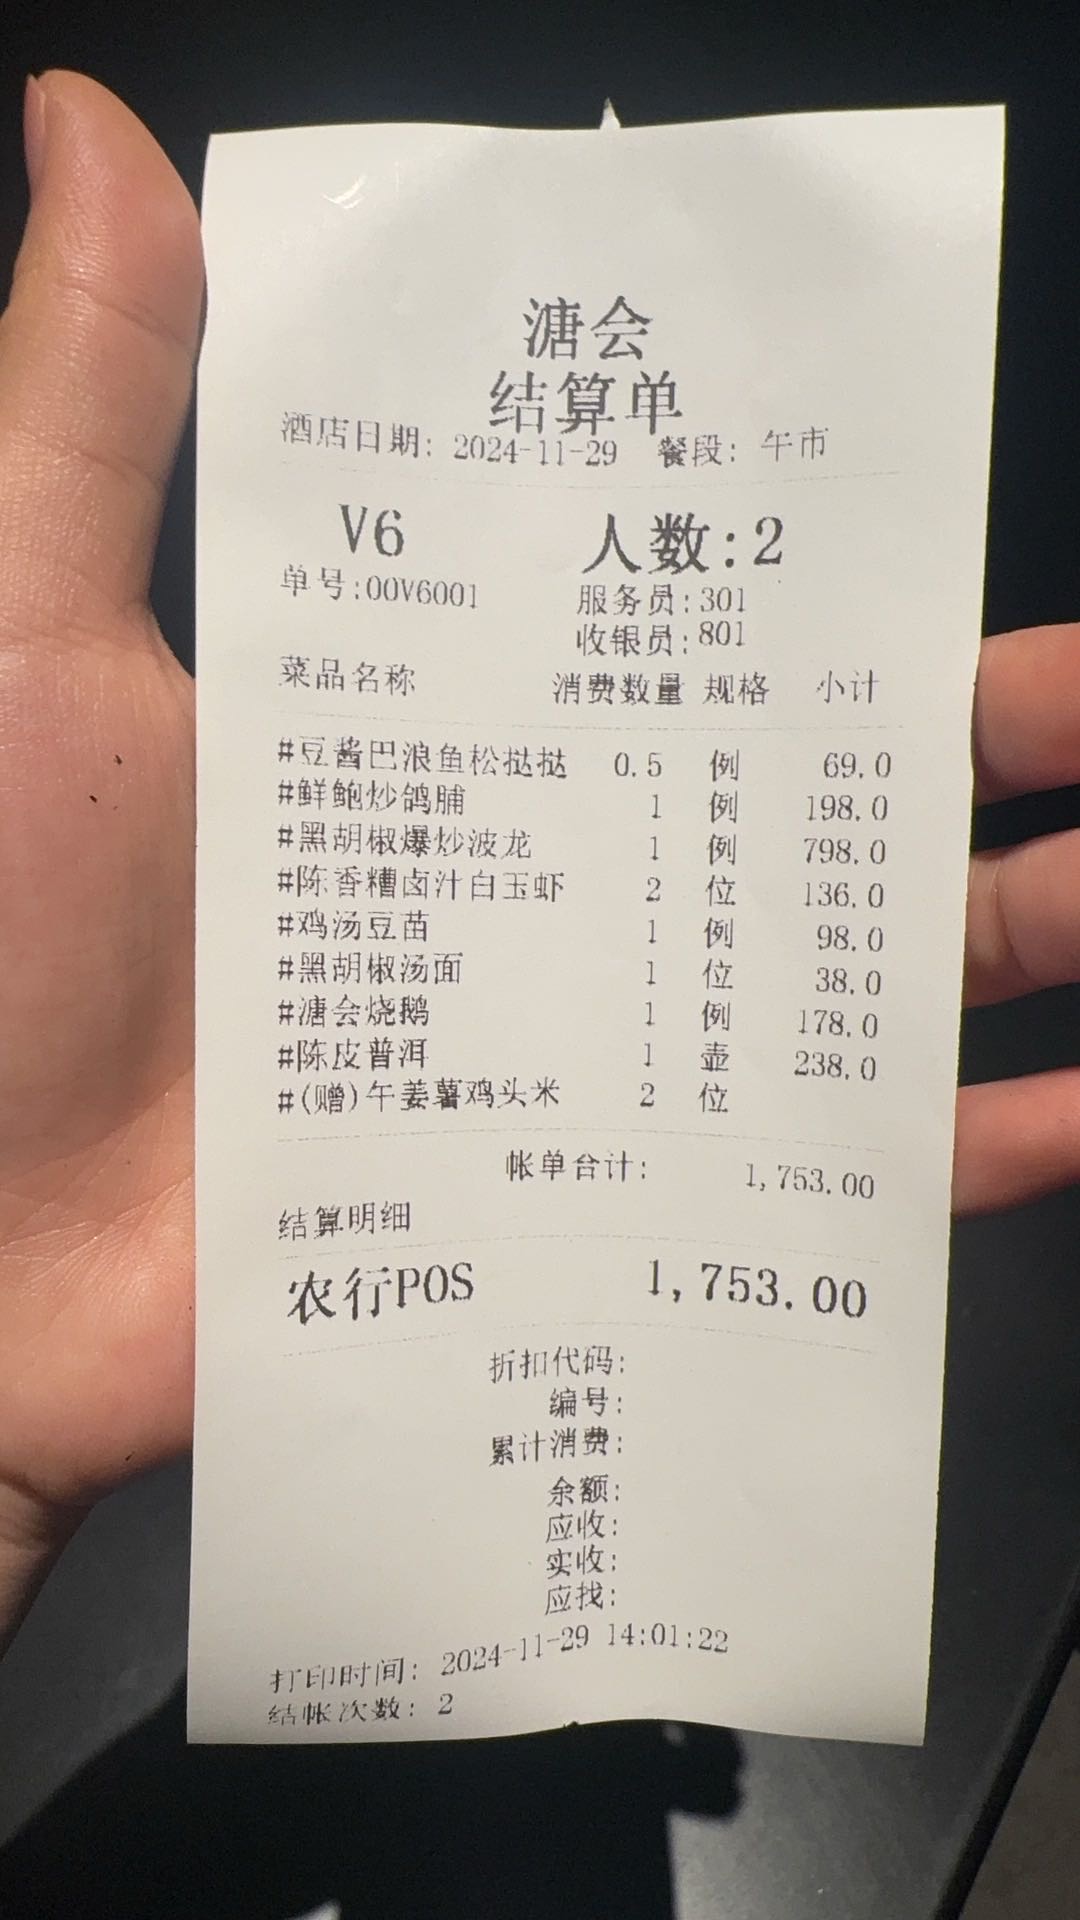 溏会
结算单
酒店日期: 2024-11-29 餐段: 午市
V6 人数:2
单号:00V6001 服务员:301
收银员:801
菜品名称 消费数量 规格 小计
#豆酱巴浪鱼松挞挞 0.5 例 69.0
#鲜鲍炒鸽脯 1 例 198.0
#黑胡椒爆炒波龙 1 例 798.0
#陈香糟卤汁白玉虾 2 位 136.0
#鸡汤豆苗 1 例 98.0
#黑胡椒汤面 1 位 38.0
#溏会烧鹅 1 例 178.0
#陈皮普洱 1 壶 238.0
#(赠)午姜薯鸡头米 2 位
帐单合计: 1,753.00
结算明细
农行POS 1,753.00
折扣代码:
编号:
累计消费:
余额:
应收:
实收:
应找:
打印时间: 2024-11-29 14:01:22
结帐次数: 2